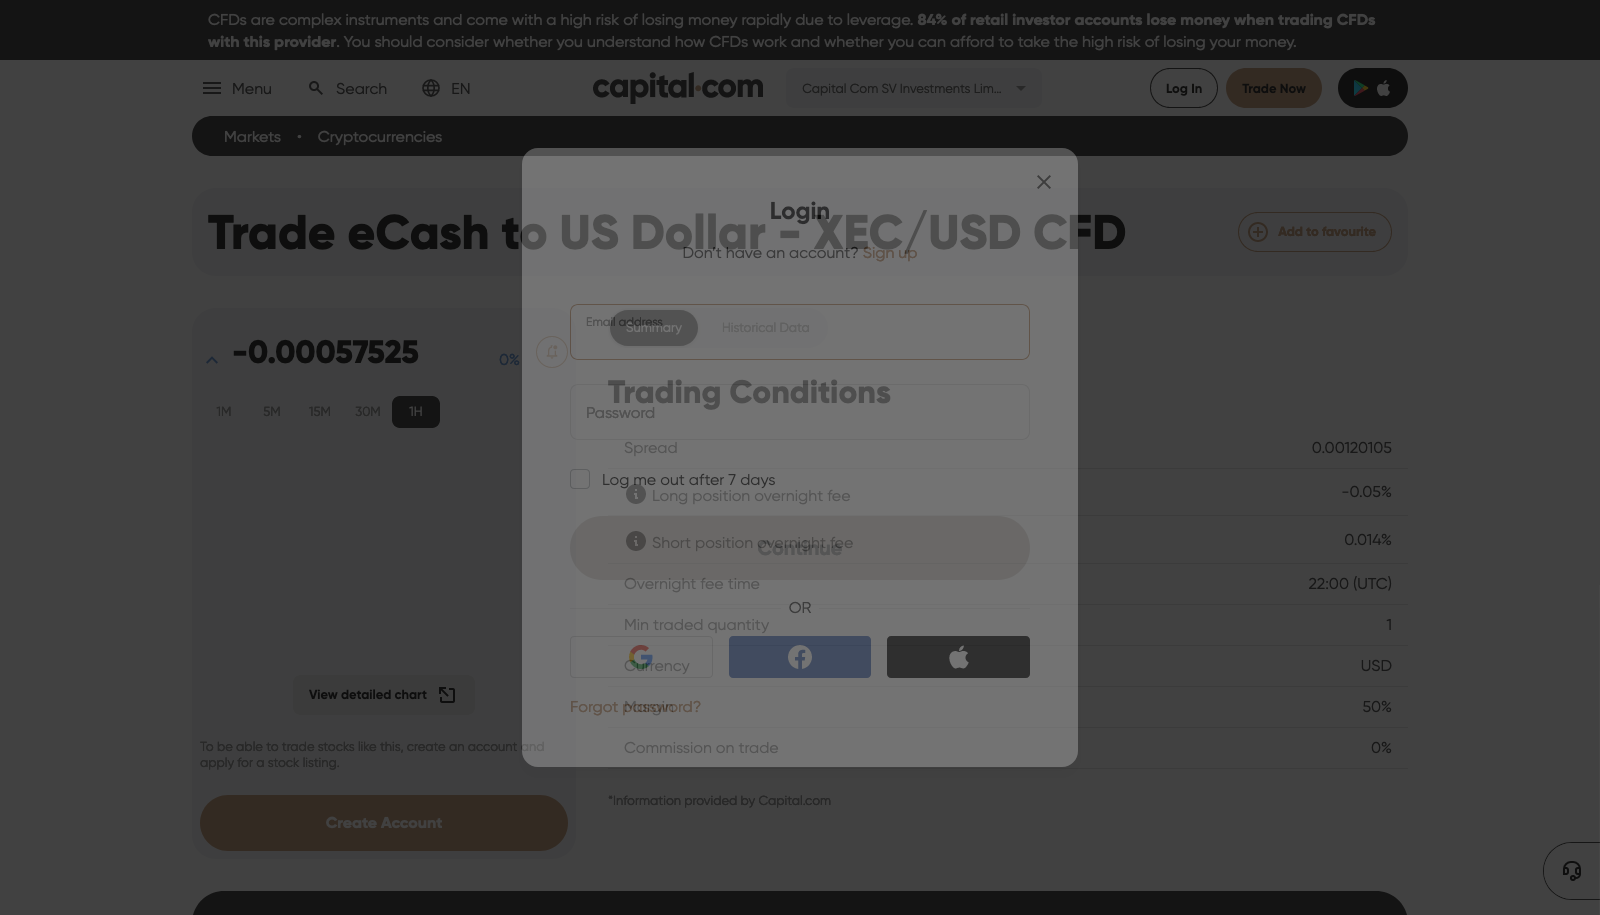 CFDs are complex instruments and come with a high risk of losing money rapidly due to leverage. 84% of retail investor accounts lose money when trading CFDs
with this provider. You should consider whether you understand how CFDs work and whether you can afford to take the high risk of losing your money.
Menu
Search
EN
capital.com
Capital Com SV Investments Lim...
Log In
Trade Now
Markets • Cryptocurrencies
Login
Trade eCash to US Dollar - XEC/USD CFD
Add to favourite
Don't have an account? Sign up
Email address
Summary
Historical Data
-0.00057525
0%
1M
5M
15M
30M
1H
Trading Conditions
Password
Spread
0.00120105
Log me out after 7 days
Long position overnight fee
-0.05%
Short position overnight fee
0.014%
Continue
Overnight fee time
22:00 (UTC)
OR
Min traded quantity
1
Currency
USD
Forgot password?
Margin
50%
Commission on trade
0%
*Information provided by Capital.com
View detailed chart
To be able to trade stocks like this, create an account and
apply for a stock listing.
Create Account